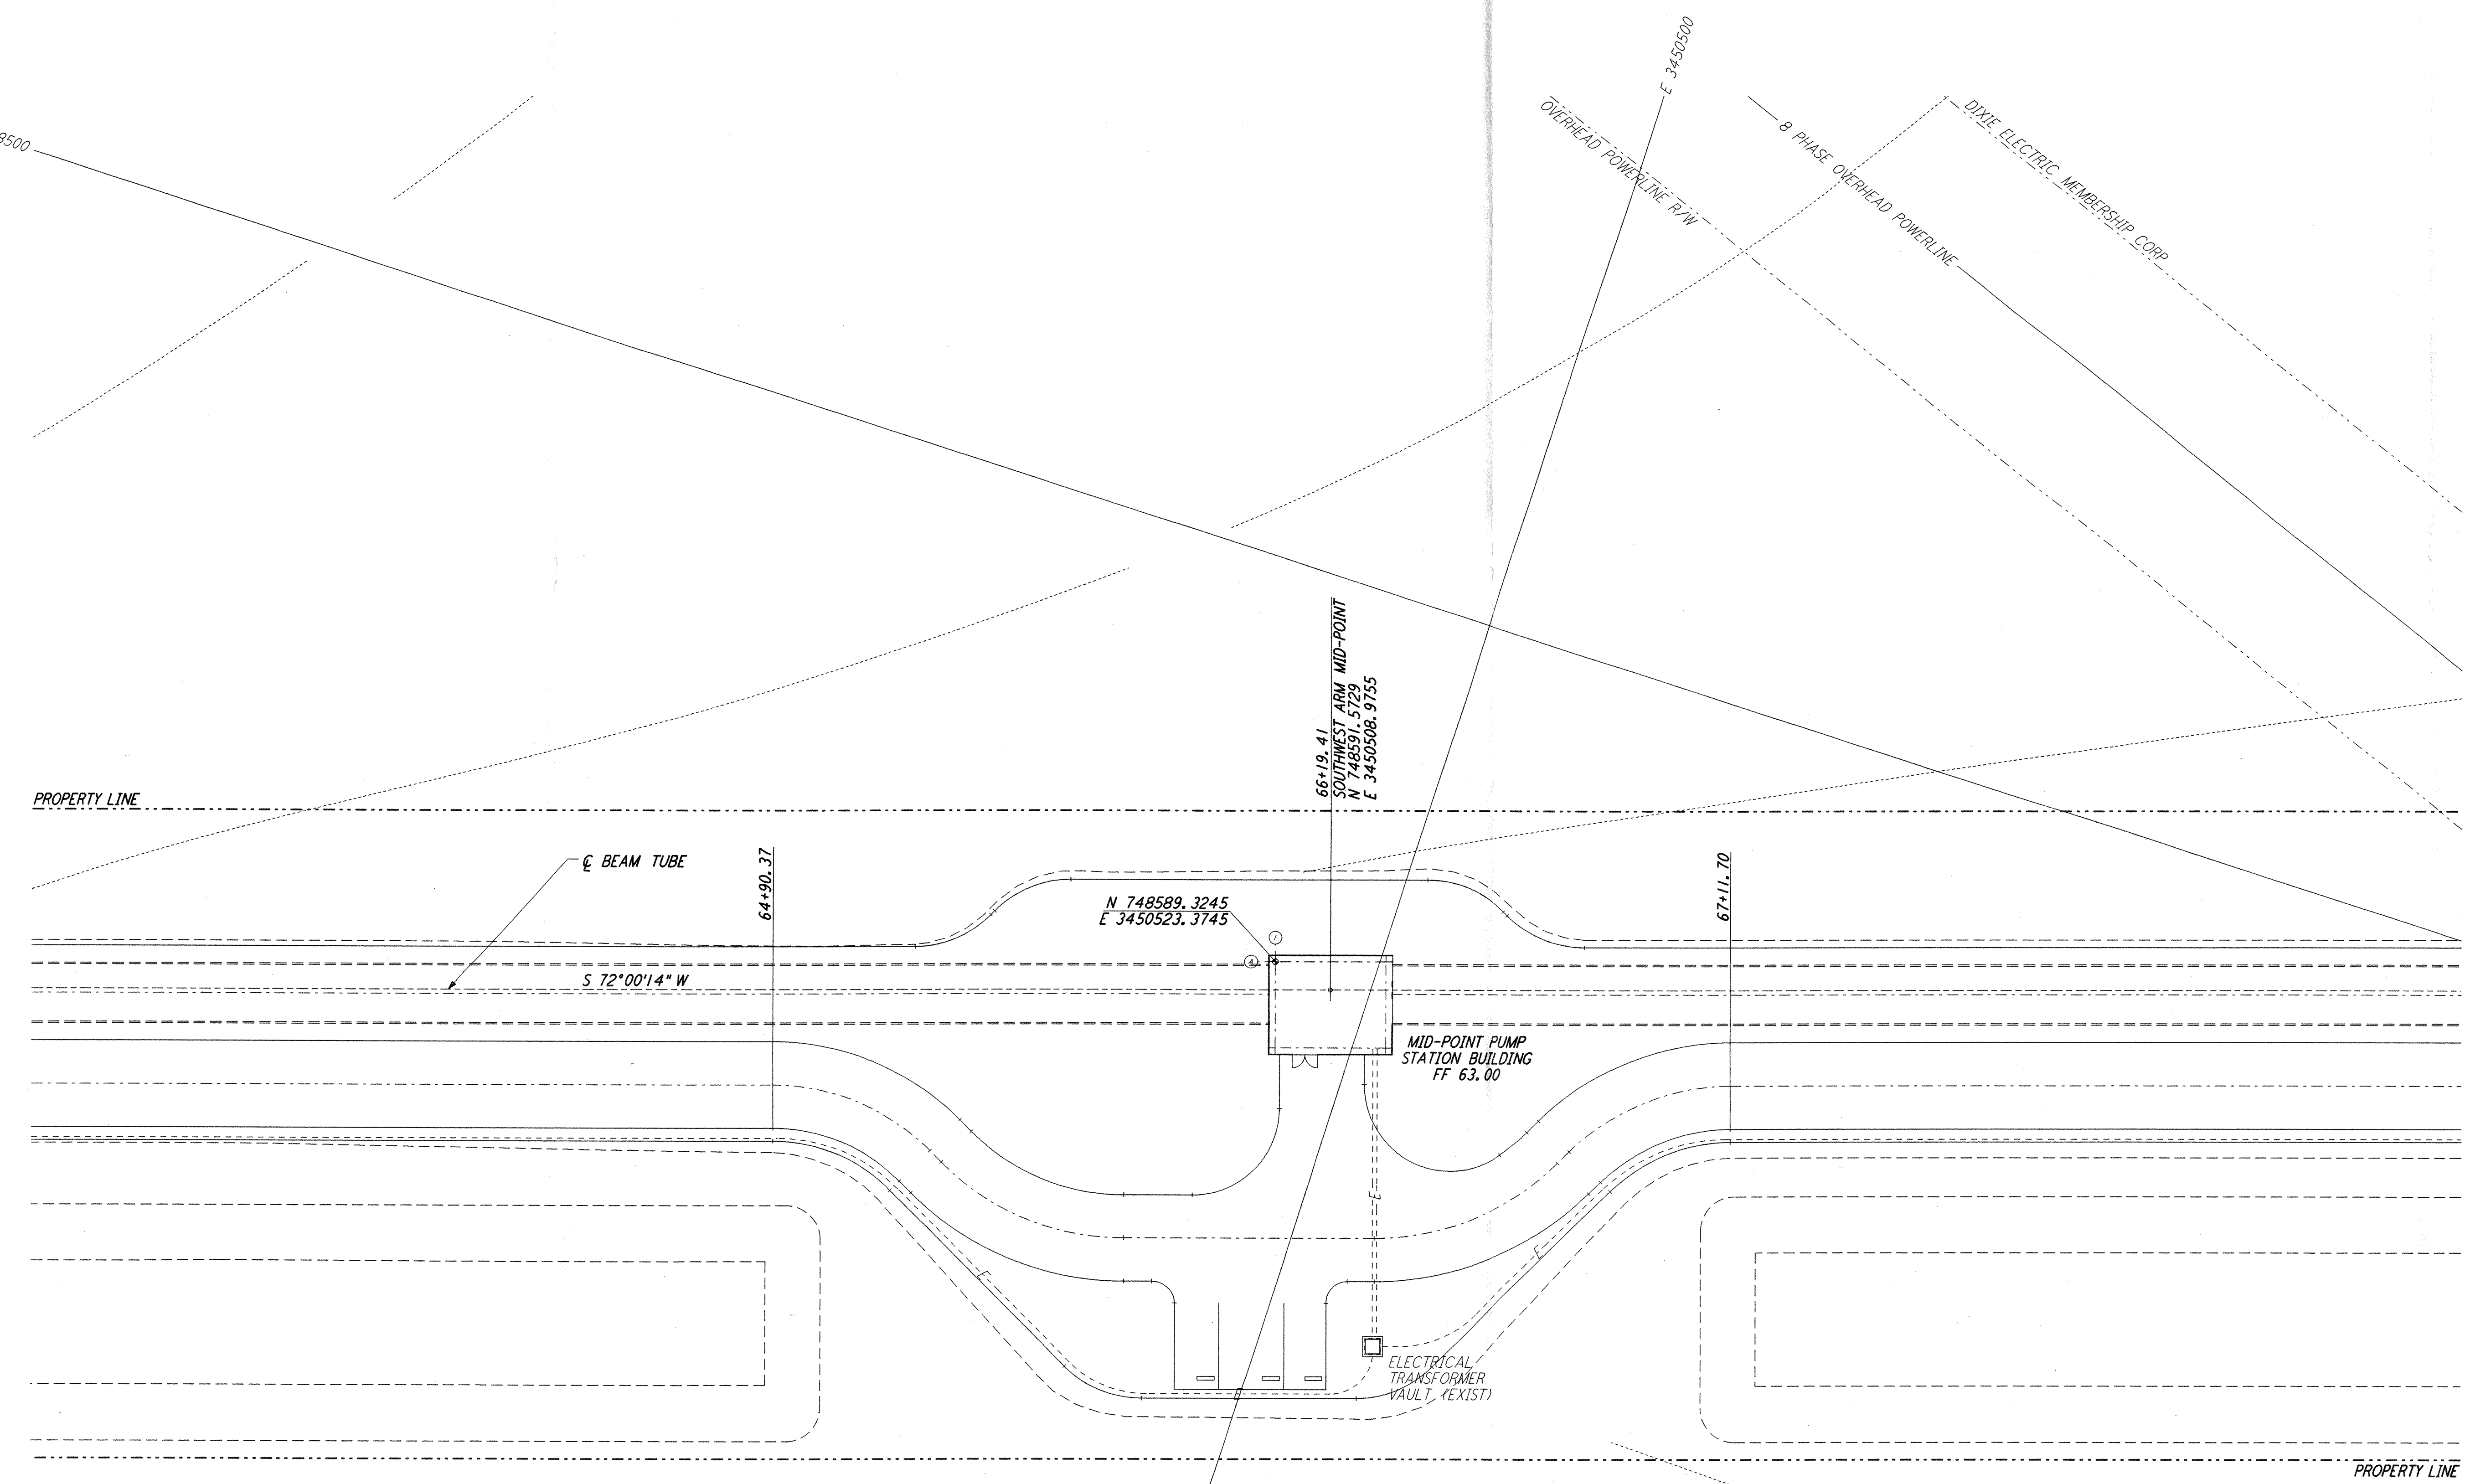 E 3450500
8500
OVERHEAD POWERLINE R/W
8 PHASE OVERHEAD POWERLINE
DIXIE ELECTRIC MEMBERSHIP CORP
66+19.41
SOUTHWEST ARM MID-POINT
N 748591.5729
E 3450508.9755
PROPERTY LINE
℄ BEAM TUBE
64+90.37
67+11.70
N 748589.3245
E 3450523.3745
1
A
S 72°00'14" W
MID-POINT PUMP
STATION BUILDING
FF 63.00
E
E
E
E
ELECTRICAL
TRANSFORMER
VAULT (EXIST)
PROPERTY LINE